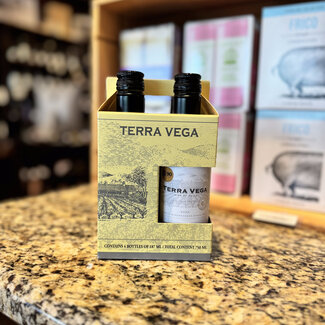 TERRA VEGA
TERRA VEGA
CONTAINS 4 BOTTLES OF 187 ML / TOTAL CONTENT 750 ML
FRICO
FRICO